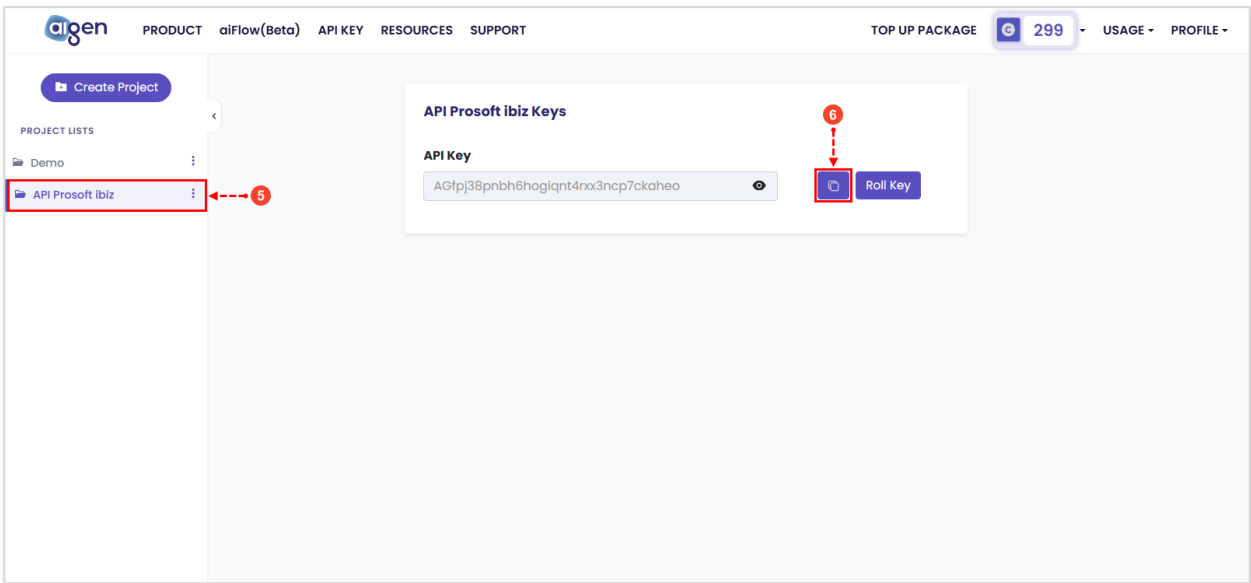 aigen PRODUCT aiFlow(Beta) API KEY RESOURCES SUPPORT TOP UP PACKAGE C 299 USAGE PROFILE
Create Project
PROJECT LISTS
Demo
API Prosoft ibiz
5
API Prosoft ibiz Keys
6
API Key
AGfpj38pnbh6hogiqnt4rxx3ncp7ckaheo
Roll Key